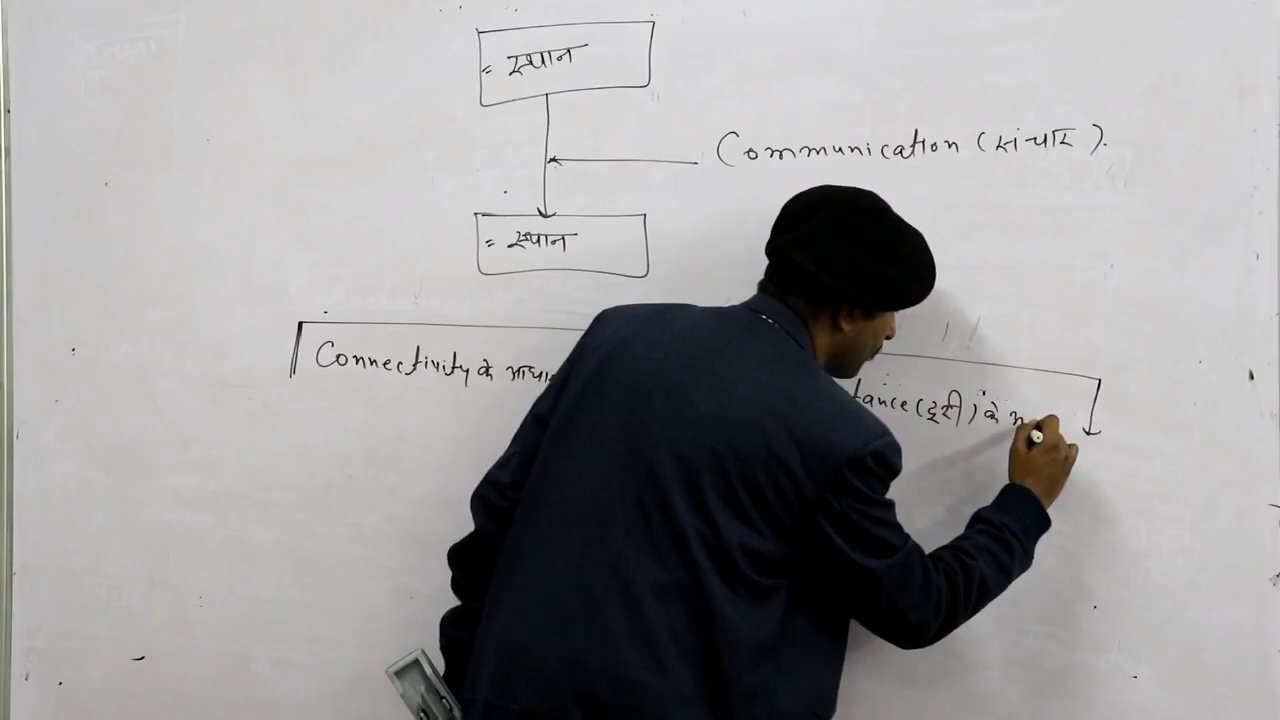 = स्थान
Communication (संचार).
= स्थान
Connectivity के
tance (दूरी) के